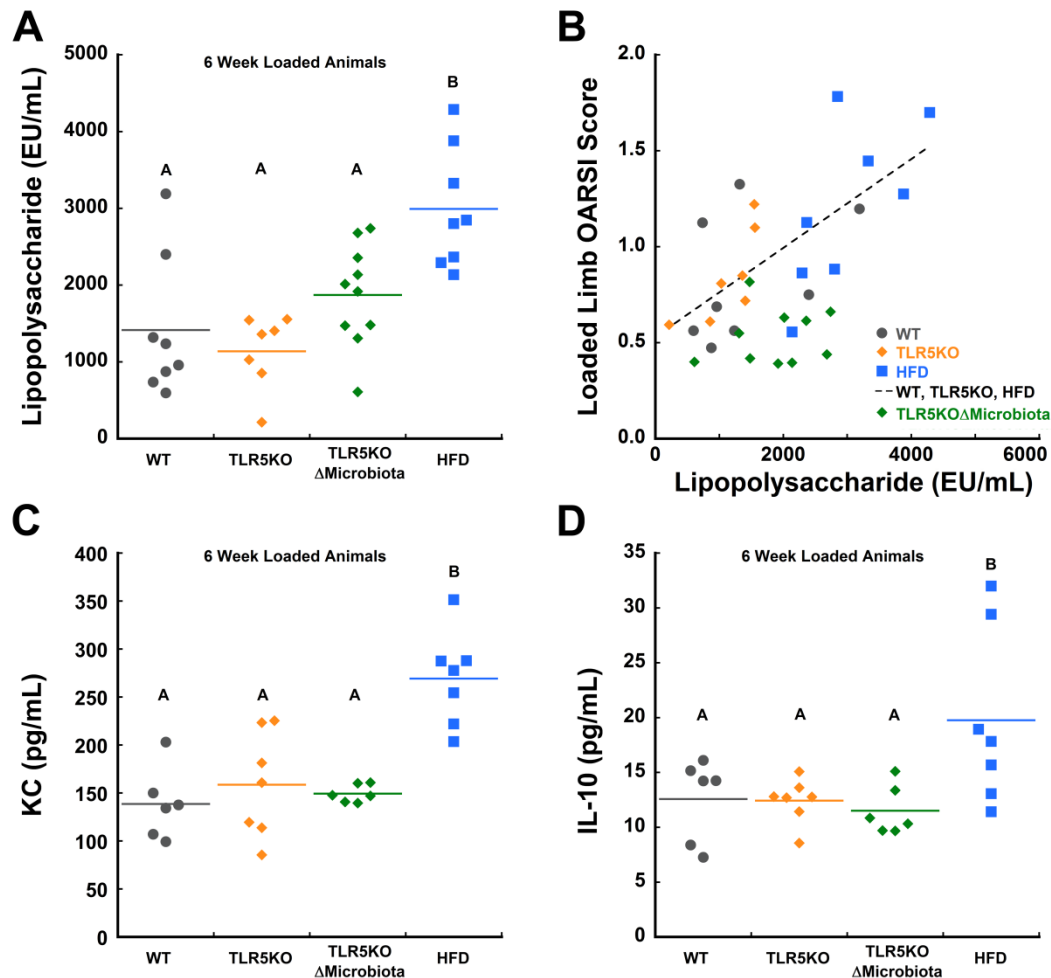 A
6 Week Loaded Animals
Lipopolysaccharide (EU/mL)
5000
4000
3000
2000
1000
0
A
A
A
B
WT
TLR5KO
TLR5KO
ΔMicrobiota
HFD
B
Loaded Limb OARSI Score
2.0
1.5
1.0
0.5
0.0
WT
TLR5KO
HFD
WT, TLR5KO, HFD
TLR5KOΔMicrobiota
0
2000
4000
6000
Lipopolysaccharide (EU/mL)
C
6 Week Loaded Animals
KC (pg/mL)
400
350
300
250
200
150
100
50
0
A
A
A
B
WT
TLR5KO
TLR5KO
ΔMicrobiota
HFD
D
6 Week Loaded Animals
IL-10 (pg/mL)
35
30
25
20
15
10
5
0
A
A
A
B
WT
TLR5KO
TLR5KO
ΔMicrobiota
HFD